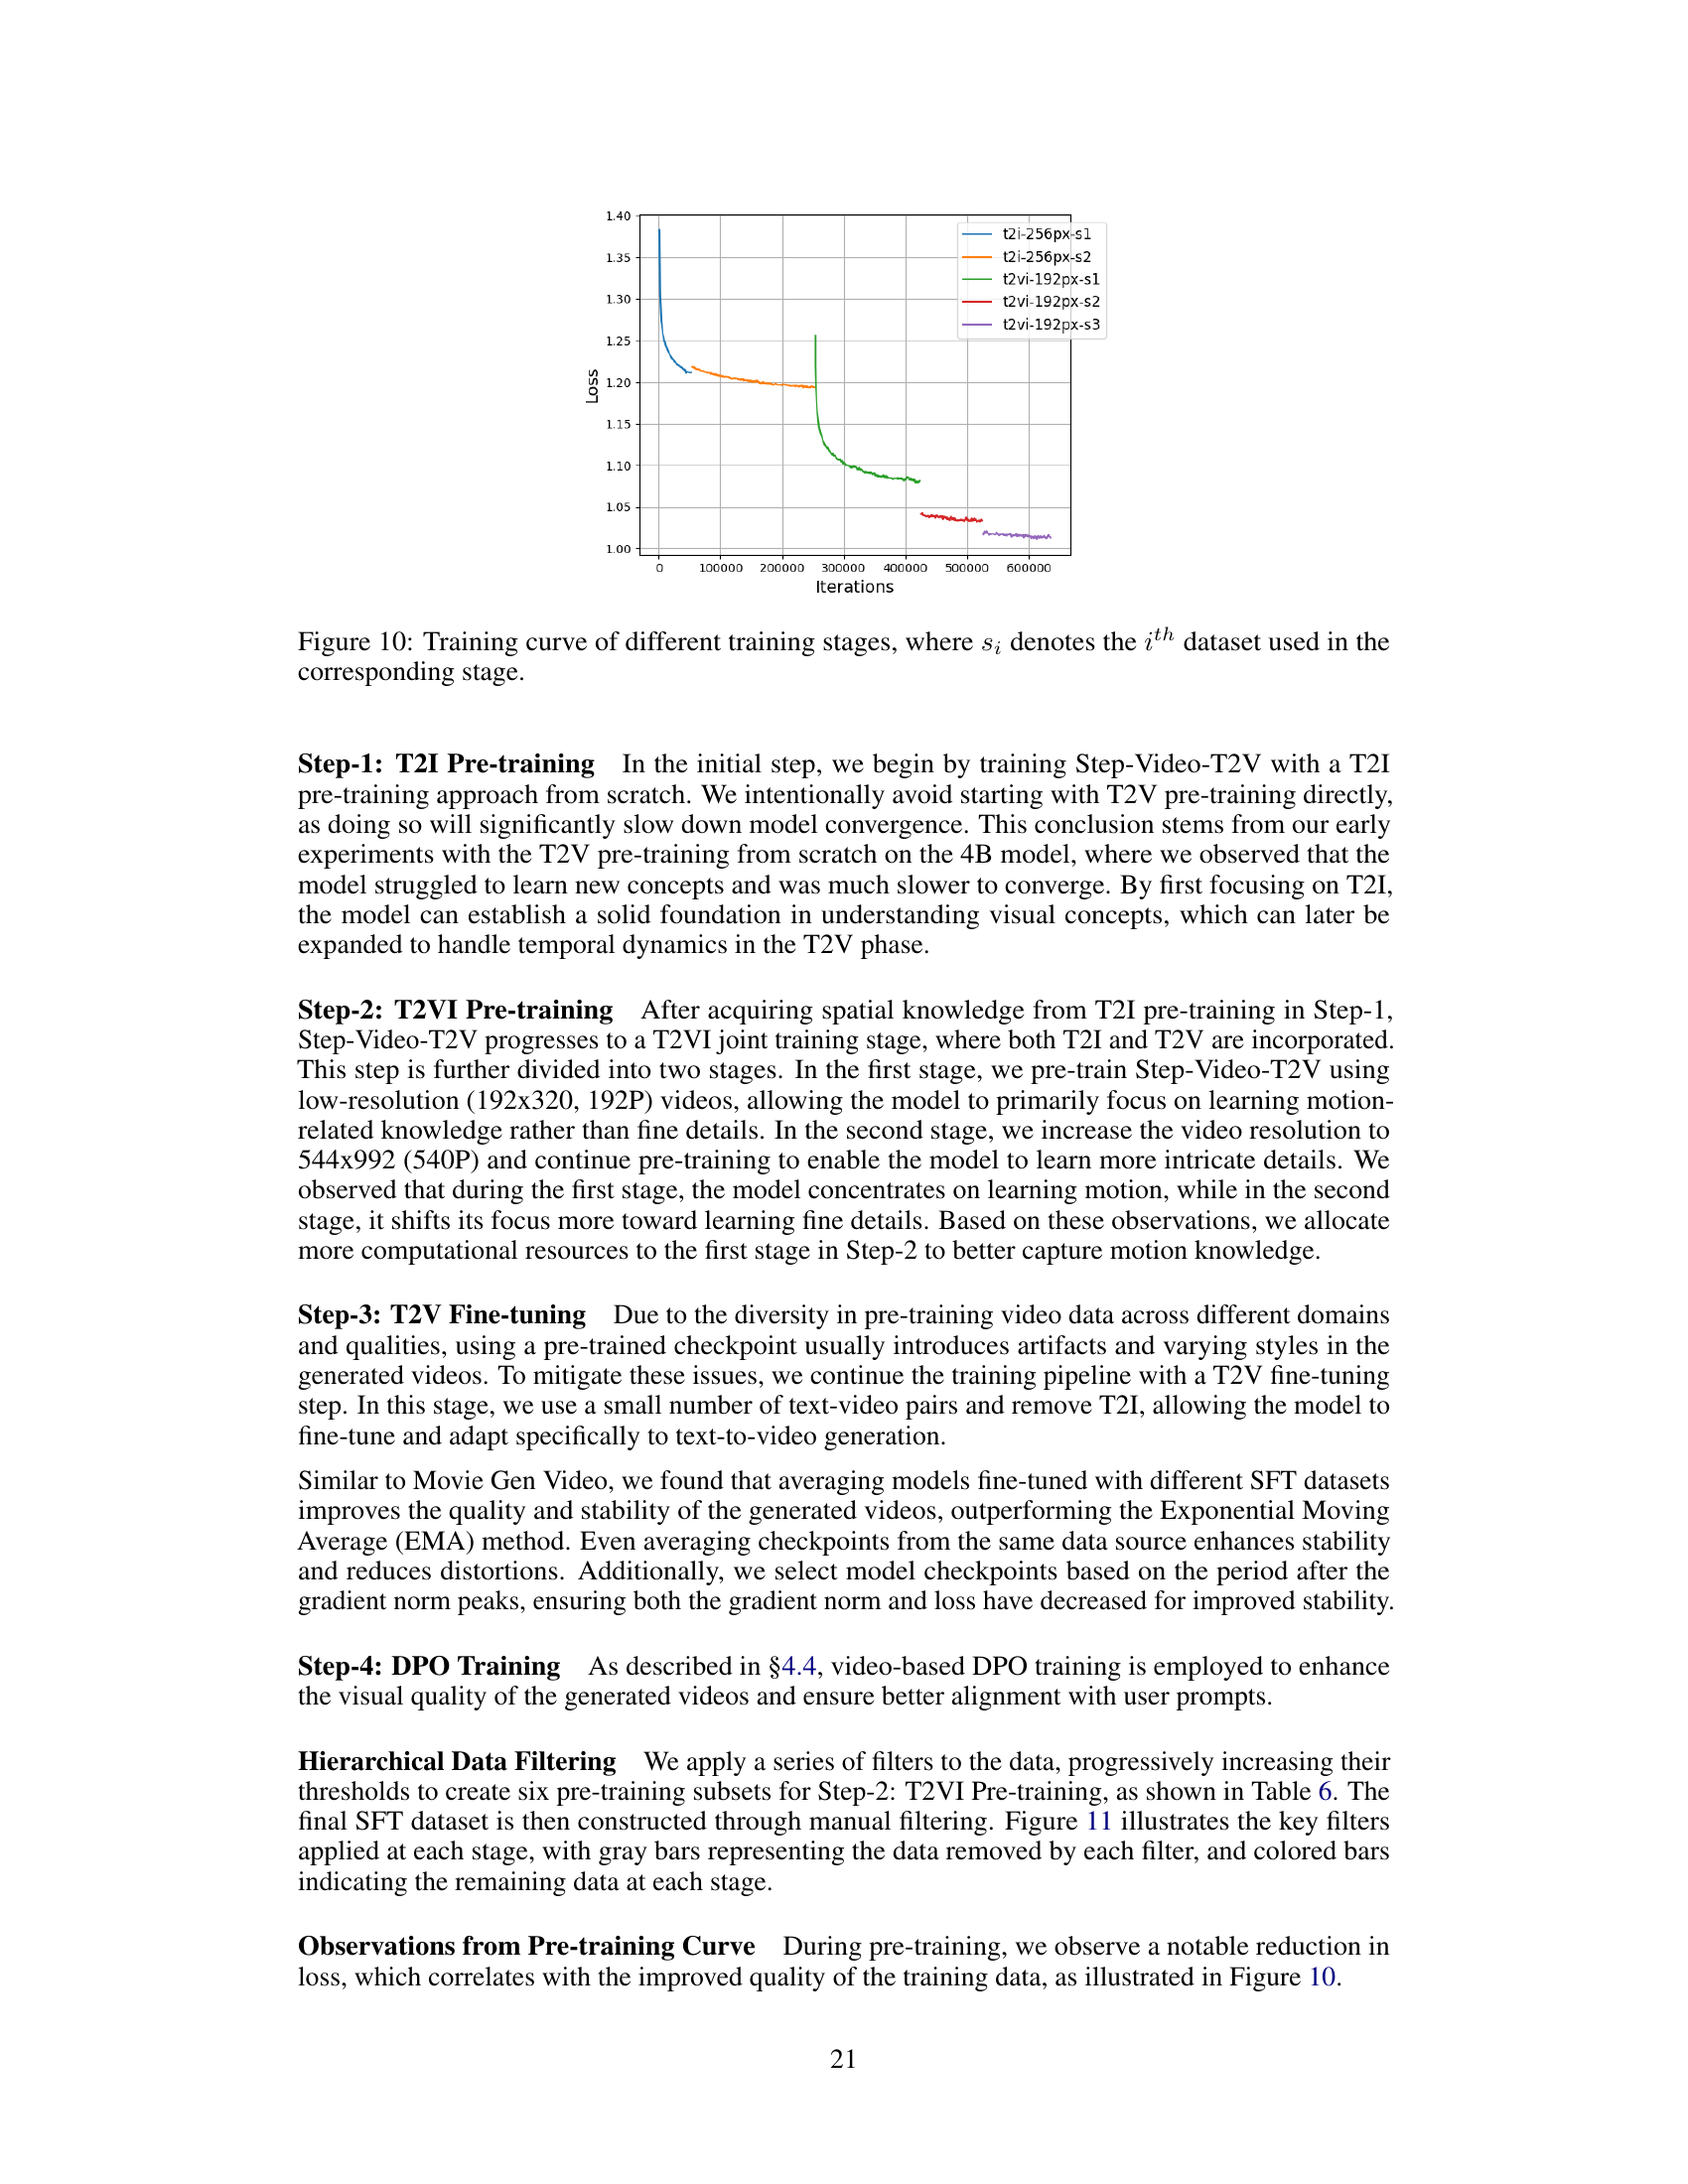 1.40
1.35
1.30
1.25
1.20
1.15
1.10
1.05
1.00
Loss
t2i-256px-s1
t2i-256px-s2
t2vi-192px-s1
t2vi-192px-s2
t2vi-192px-s3
0 100000 200000 300000 400000 500000 600000
Iterations
Figure 10: Training curve of different training stages, where s_i denotes the i^th dataset used in the
corresponding stage.
Step-1: T2I Pre-training In the initial step, we begin by training Step-Video-T2V with a T2I
pre-training approach from scratch. We intentionally avoid starting with T2V pre-training directly,
as doing so will significantly slow down model convergence. This conclusion stems from our early
experiments with the T2V pre-training from scratch on the 4B model, where we observed that the
model struggled to learn new concepts and was much slower to converge. By first focusing on T2I,
the model can establish a solid foundation in understanding visual concepts, which can later be
expanded to handle temporal dynamics in the T2V phase.
Step-2: T2VI Pre-training After acquiring spatial knowledge from T2I pre-training in Step-1,
Step-Video-T2V progresses to a T2VI joint training stage, where both T2I and T2V are incorporated.
This step is further divided into two stages. In the first stage, we pre-train Step-Video-T2V using
low-resolution (192x320, 192P) videos, allowing the model to primarily focus on learning motion-
related knowledge rather than fine details. In the second stage, we increase the video resolution to
544x992 (540P) and continue pre-training to enable the model to learn more intricate details. We
observed that during the first stage, the model concentrates on learning motion, while in the second
stage, it shifts its focus more toward learning fine details. Based on these observations, we allocate
more computational resources to the first stage in Step-2 to better capture motion knowledge.
Step-3: T2V Fine-tuning Due to the diversity in pre-training video data across different domains
and qualities, using a pre-trained checkpoint usually introduces artifacts and varying styles in the
generated videos. To mitigate these issues, we continue the training pipeline with a T2V fine-tuning
step. In this stage, we use a small number of text-video pairs and remove T2I, allowing the model to
fine-tune and adapt specifically to text-to-video generation.
Similar to Movie Gen Video, we found that averaging models fine-tuned with different SFT datasets
improves the quality and stability of the generated videos, outperforming the Exponential Moving
Average (EMA) method. Even averaging checkpoints from the same data source enhances stability
and reduces distortions. Additionally, we select model checkpoints based on the period after the
gradient norm peaks, ensuring both the gradient norm and loss have decreased for improved stability.
Step-4: DPO Training As described in §4.4, video-based DPO training is employed to enhance
the visual quality of the generated videos and ensure better alignment with user prompts.
Hierarchical Data Filtering We apply a series of filters to the data, progressively increasing their
thresholds to create six pre-training subsets for Step-2: T2VI Pre-training, as shown in Table 6. The
final SFT dataset is then constructed through manual filtering. Figure 11 illustrates the key filters
applied at each stage, with gray bars representing the data removed by each filter, and colored bars
indicating the remaining data at each stage.
Observations from Pre-training Curve During pre-training, we observe a notable reduction in
loss, which correlates with the improved quality of the training data, as illustrated in Figure 10.
21